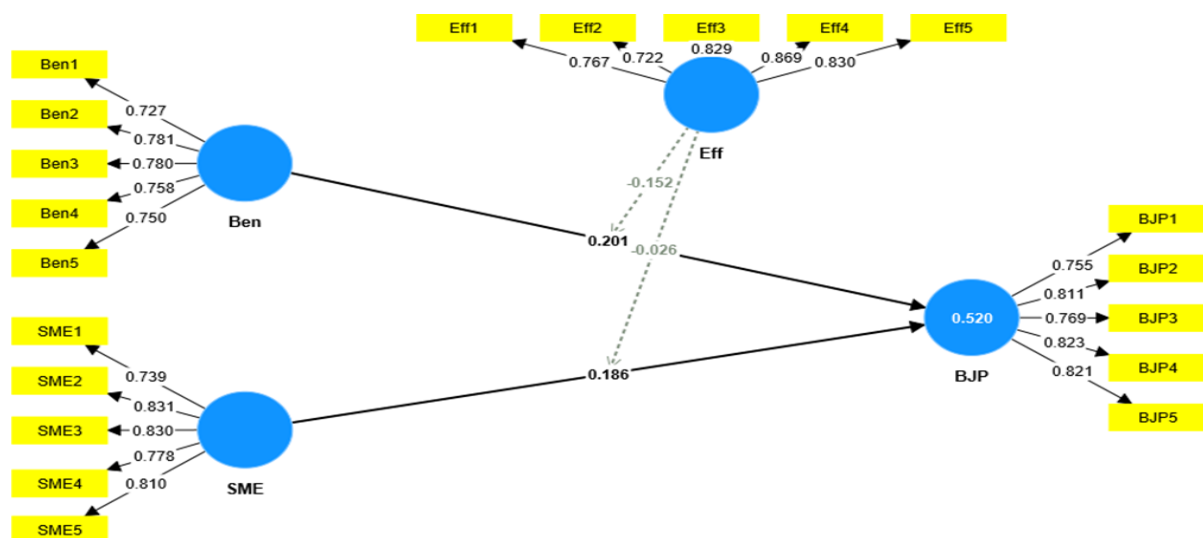 Eff1 Eff2 Eff3 Eff4 Eff5
0.767 0.722 0.829 0.869 0.830
Eff
Ben1
Ben2
Ben3
Ben4
Ben5
0.727
0.781
0.780
0.758
0.750
Ben
-0.152
0.201
-0.026
SME1
SME2
SME3
SME4
SME5
0.739
0.831
0.830
0.778
0.810
SME
0.186
0.520
BJP
0.755
0.811
0.769
0.823
0.821
BJP1
BJP2
BJP3
BJP4
BJP5